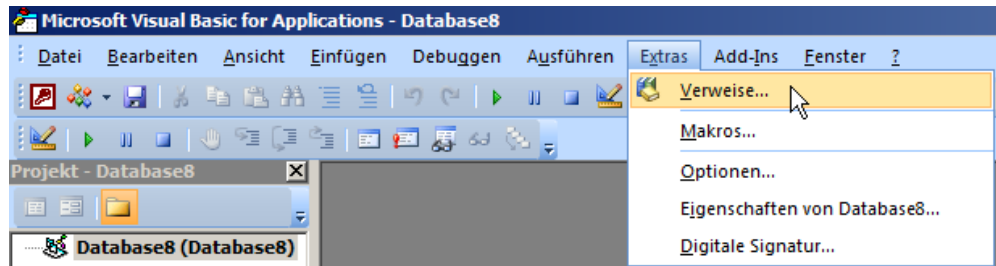 Microsoft Visual Basic for Applications - Database8
Datei Bearbeiten Ansicht Einfügen Debuggen Ausführen Extras Add-Ins Fenster ?
Verweise...
Makros...
Projekt - Database8
Optionen...
Eigenschaften von Database8...
Database8 (Database8)
Digitale Signatur...